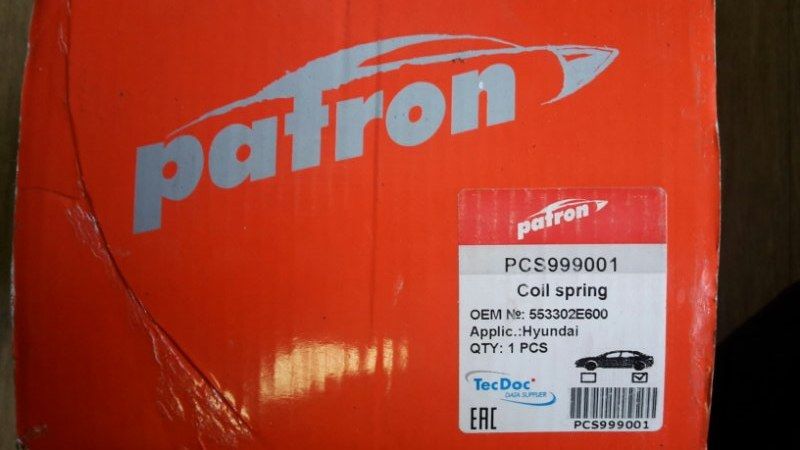 patron
patron
PCS999001
Coil spring
OEM №: 553302E600
Applic.:Hyundai
QTY: 1 PCS
TecDoc
DATA SUPPLIER
EAC
PCS999001